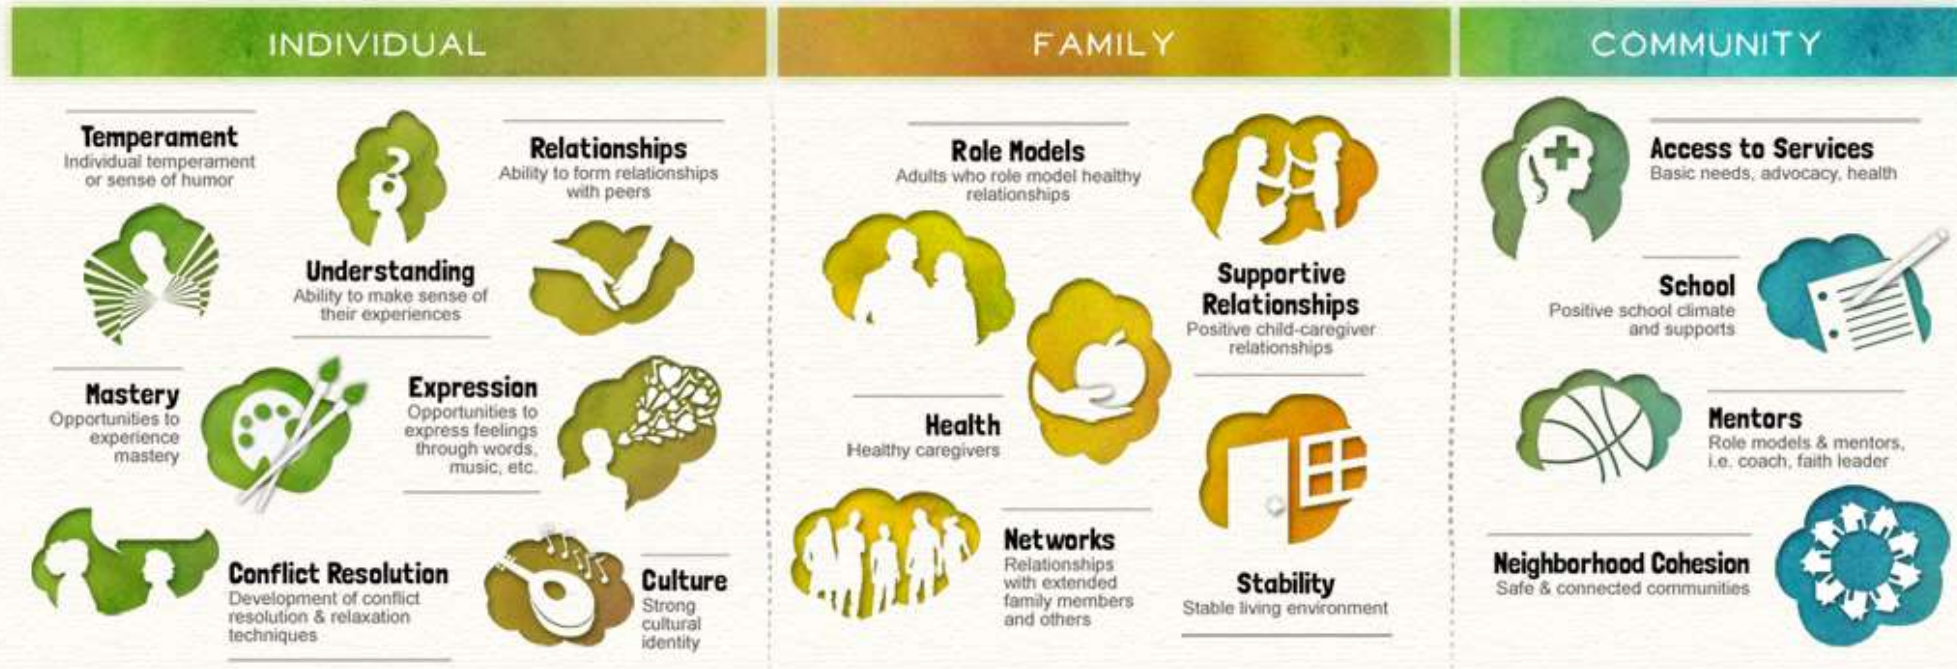 INDIVIDUAL
Temperament
Individual temperament
or sense of humor
?
Understanding
Ability to make sense of
their experiences
Relationships
Ability to form relationships
with peers
Mastery
Opportunities to
experience
mastery
Expression
Opportunities to
express feelings
through words,
music, etc.
Conflict Resolution
Development of conflict
resolution & relaxation
techniques
Culture
Strong
cultural
identity
FAMILY
Role Models
Adults who role model healthy
relationships
Supportive
Relationships
Positive child-caregiver
relationships
Health
Healthy caregivers
Networks
Relationships
with extended
family members
and others
Stability
Stable living environment
COMMUNITY
Access to Services
Basic needs, advocacy, health
School
Positive school climate
and supports
Mentors
Role models & mentors,
i.e. coach, faith leader
Neighborhood Cohesion
Safe & connected communities